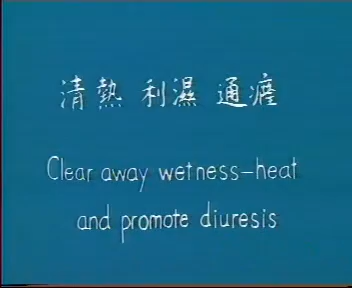 清熱 利濕 通癃
Clear away wetness-heat
and promote diuresis